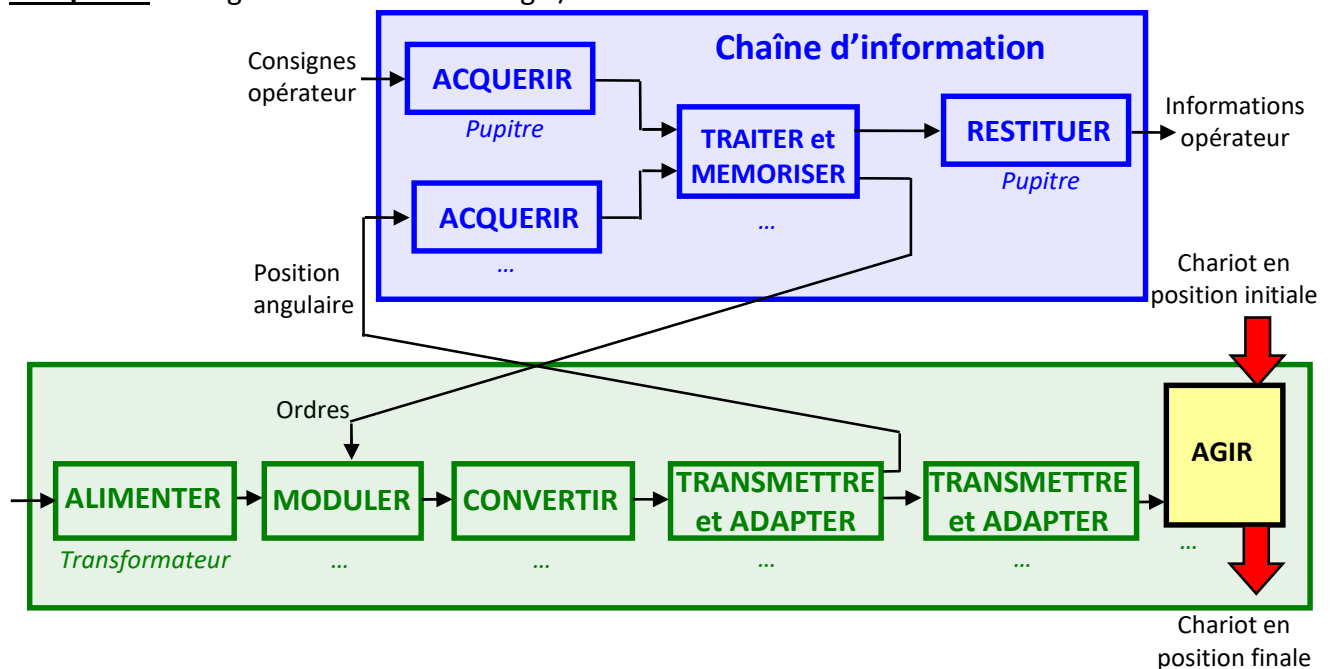 Chaîne d’information
Consignes
opérateur
ACQUERIR
Pupitre
TRAITER et
MEMORISER
...
RESTITUER
Pupitre
Informations
opérateur
ACQUERIR
...
Position
angulaire
Chariot en
position initiale
Ordres
ALIMENTER
Transformateur
MODULER
...
CONVERTIR
...
TRANSMETTRE
et ADAPTER
...
TRANSMETTRE
et ADAPTER
...
AGIR
...
Chariot en
position finale